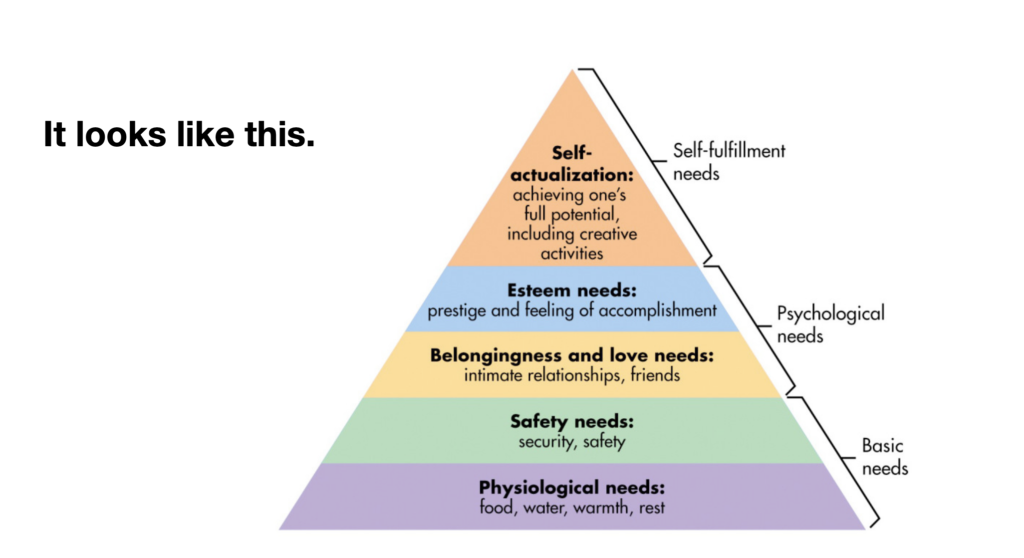 It looks like this.
Self-
actualization:
achieving one's
full potential,
including creative
activities
Self-fulfillment
needs
Esteem needs:
prestige and feeling of accomplishment
Psychological
needs
Belongingness and love needs:
intimate relationships, friends
Safety needs:
security, safety
Basic
needs
Physiological needs:
food, water, warmth, rest